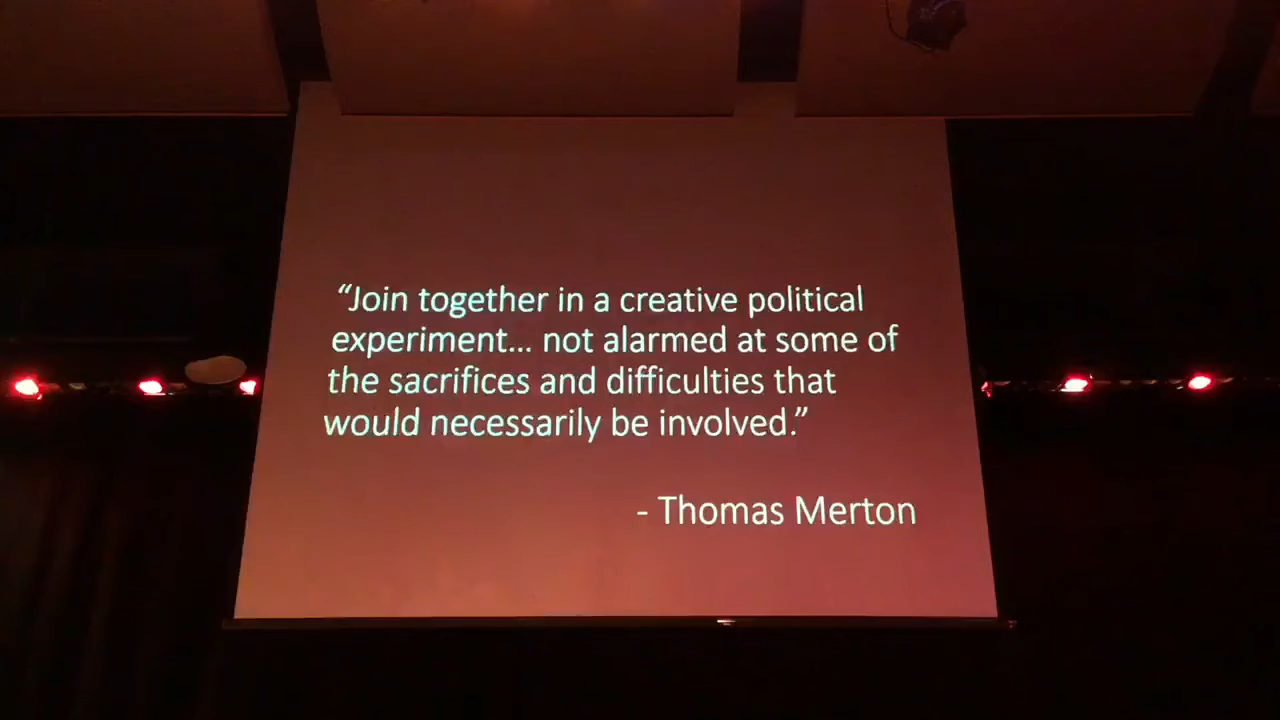 “Join together in a creative political
experiment... not alarmed at some of
the sacrifices and difficulties that
would necessarily be involved.”
- Thomas Merton